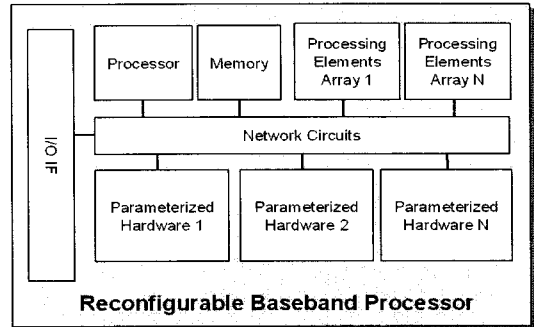 I/O IF
Processor
Memory
Processing
Elements
Array 1
Processing
Elements
Array N
Network Circuits
Parameterized
Hardware 1
Parameterized
Hardware 2
Parameterized
Hardware N
Reconfigurable Baseband Processor